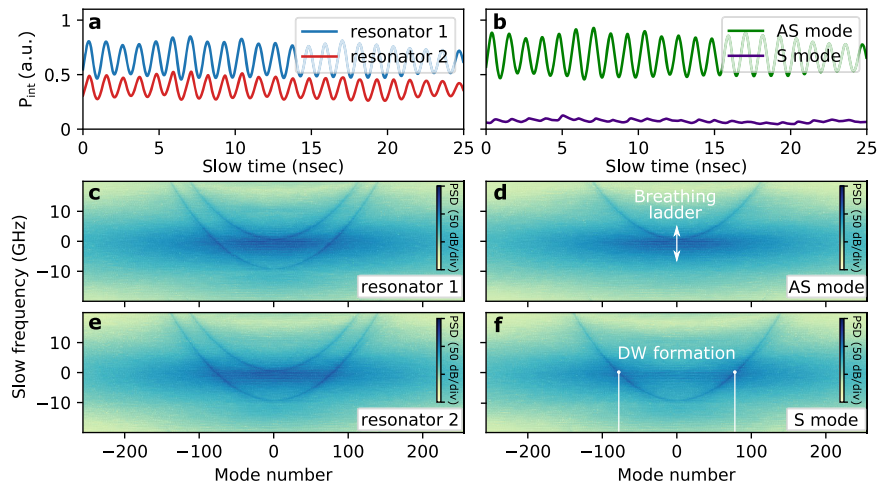 a
b
1
resonator 1
resonator 2
AS mode
S mode
0.5
0
P_int (a.u.)
0 5 10 15 20 25
0 5 10 15 20 25
Slow time (nsec)
Slow time (nsec)
c
d
10
0
−10
PSD (50 dB/div)
PSD (50 dB/div)
Breathing
ladder
resonator 1
AS mode
Slow frequency (GHz)
e
f
10
0
−10
PSD (50 dB/div)
PSD (50 dB/div)
DW formation
resonator 2
S mode
−200 −100 0 100 200
−200 −100 0 100 200
Mode number
Mode number